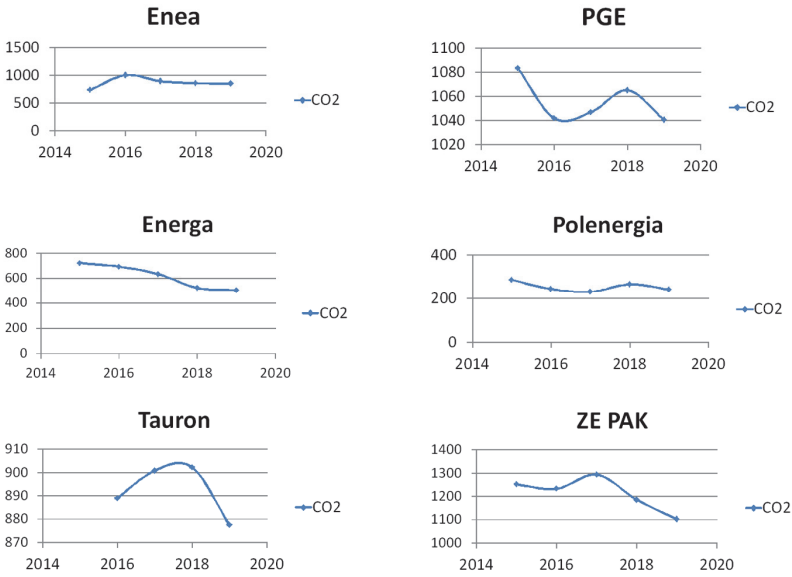 Enea
1500
1000
500
0
2014 2016 2018 2020
CO2
PGE
1100
1080
1060
1040
1020
2014 2016 2018 2020
CO2
Energa
800
600
400
200
0
2014 2016 2018 2020
CO2
Polenergia
400
200
0
2014 2016 2018 2020
CO2
Tauron
910
900
890
880
870
2014 2016 2018 2020
CO2
ZE PAK
1400
1300
1200
1100
1000
2014 2016 2018 2020
CO2